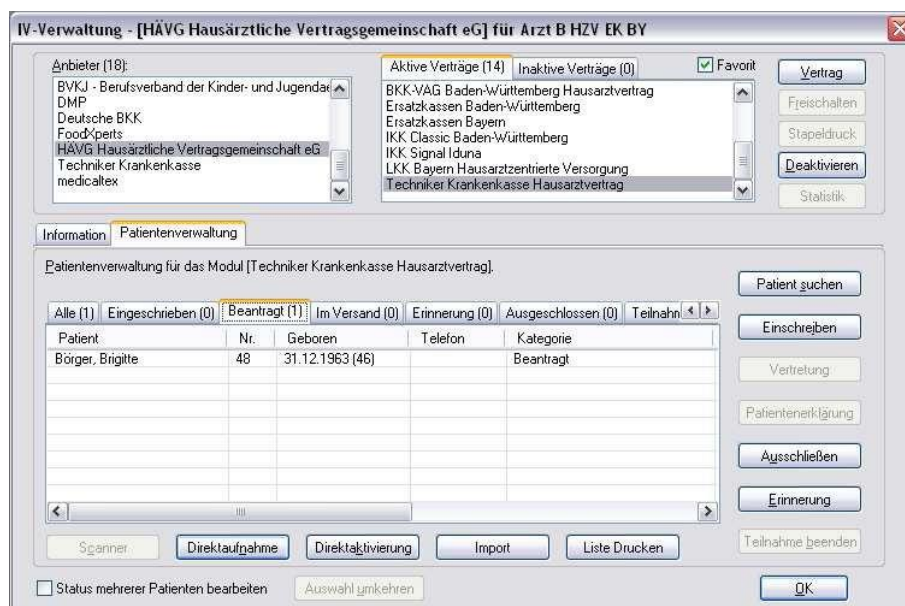 IV-Verwaltung - [HÄVG Hausärztliche Vertragsgemeinschaft eG] für Arzt B HZV EK BY
Anbieter (18):
BVKJ - Berufsverband der Kinder- und Jugendae
DMP
Deutsche BKK
FoodXperts
HÄVG Hausärztliche Vertragsgemeinschaft eG
Techniker Krankenkasse
medicaltex
Aktive Verträge (14) Inaktive Verträge (0) Favorit
BKK-VAG Baden-Württemberg Hausarztvertrag
Ersatzkassen Baden-Württemberg
Ersatzkassen Bayern
IKK Classic Baden-Württemberg
IKK Signal Iduna
LKK Bayern Hausarztzentrierte Versorgung
Techniker Krankenkasse Hausarztvertrag
Vertrag
Freischalten
Stapeldruck
Deaktivieren
Statistik
Information Patientenverwaltung
Patientenverwaltung für das Modul [Techniker Krankenkasse Hausarztvertrag].
Alle (1) Eingeschrieben (0) Beantragt (1) Im Versand (0) Erinnerung (0) Ausgeschlossen (0) Teilnahn
Patient Nr. Geboren Telefon Kategorie
Börger, Brigitte 48 31.12.1963 (46) Beantragt
Patient suchen
Einschreiben
Vertretung
Patientenerklärung
Ausschließen
Erinnerung
Teilnahme beenden
Scanner Direktaufnahme Direktaktivierung Import Liste Drucken
Status mehrerer Patienten bearbeiten Auswahl umkehren OK